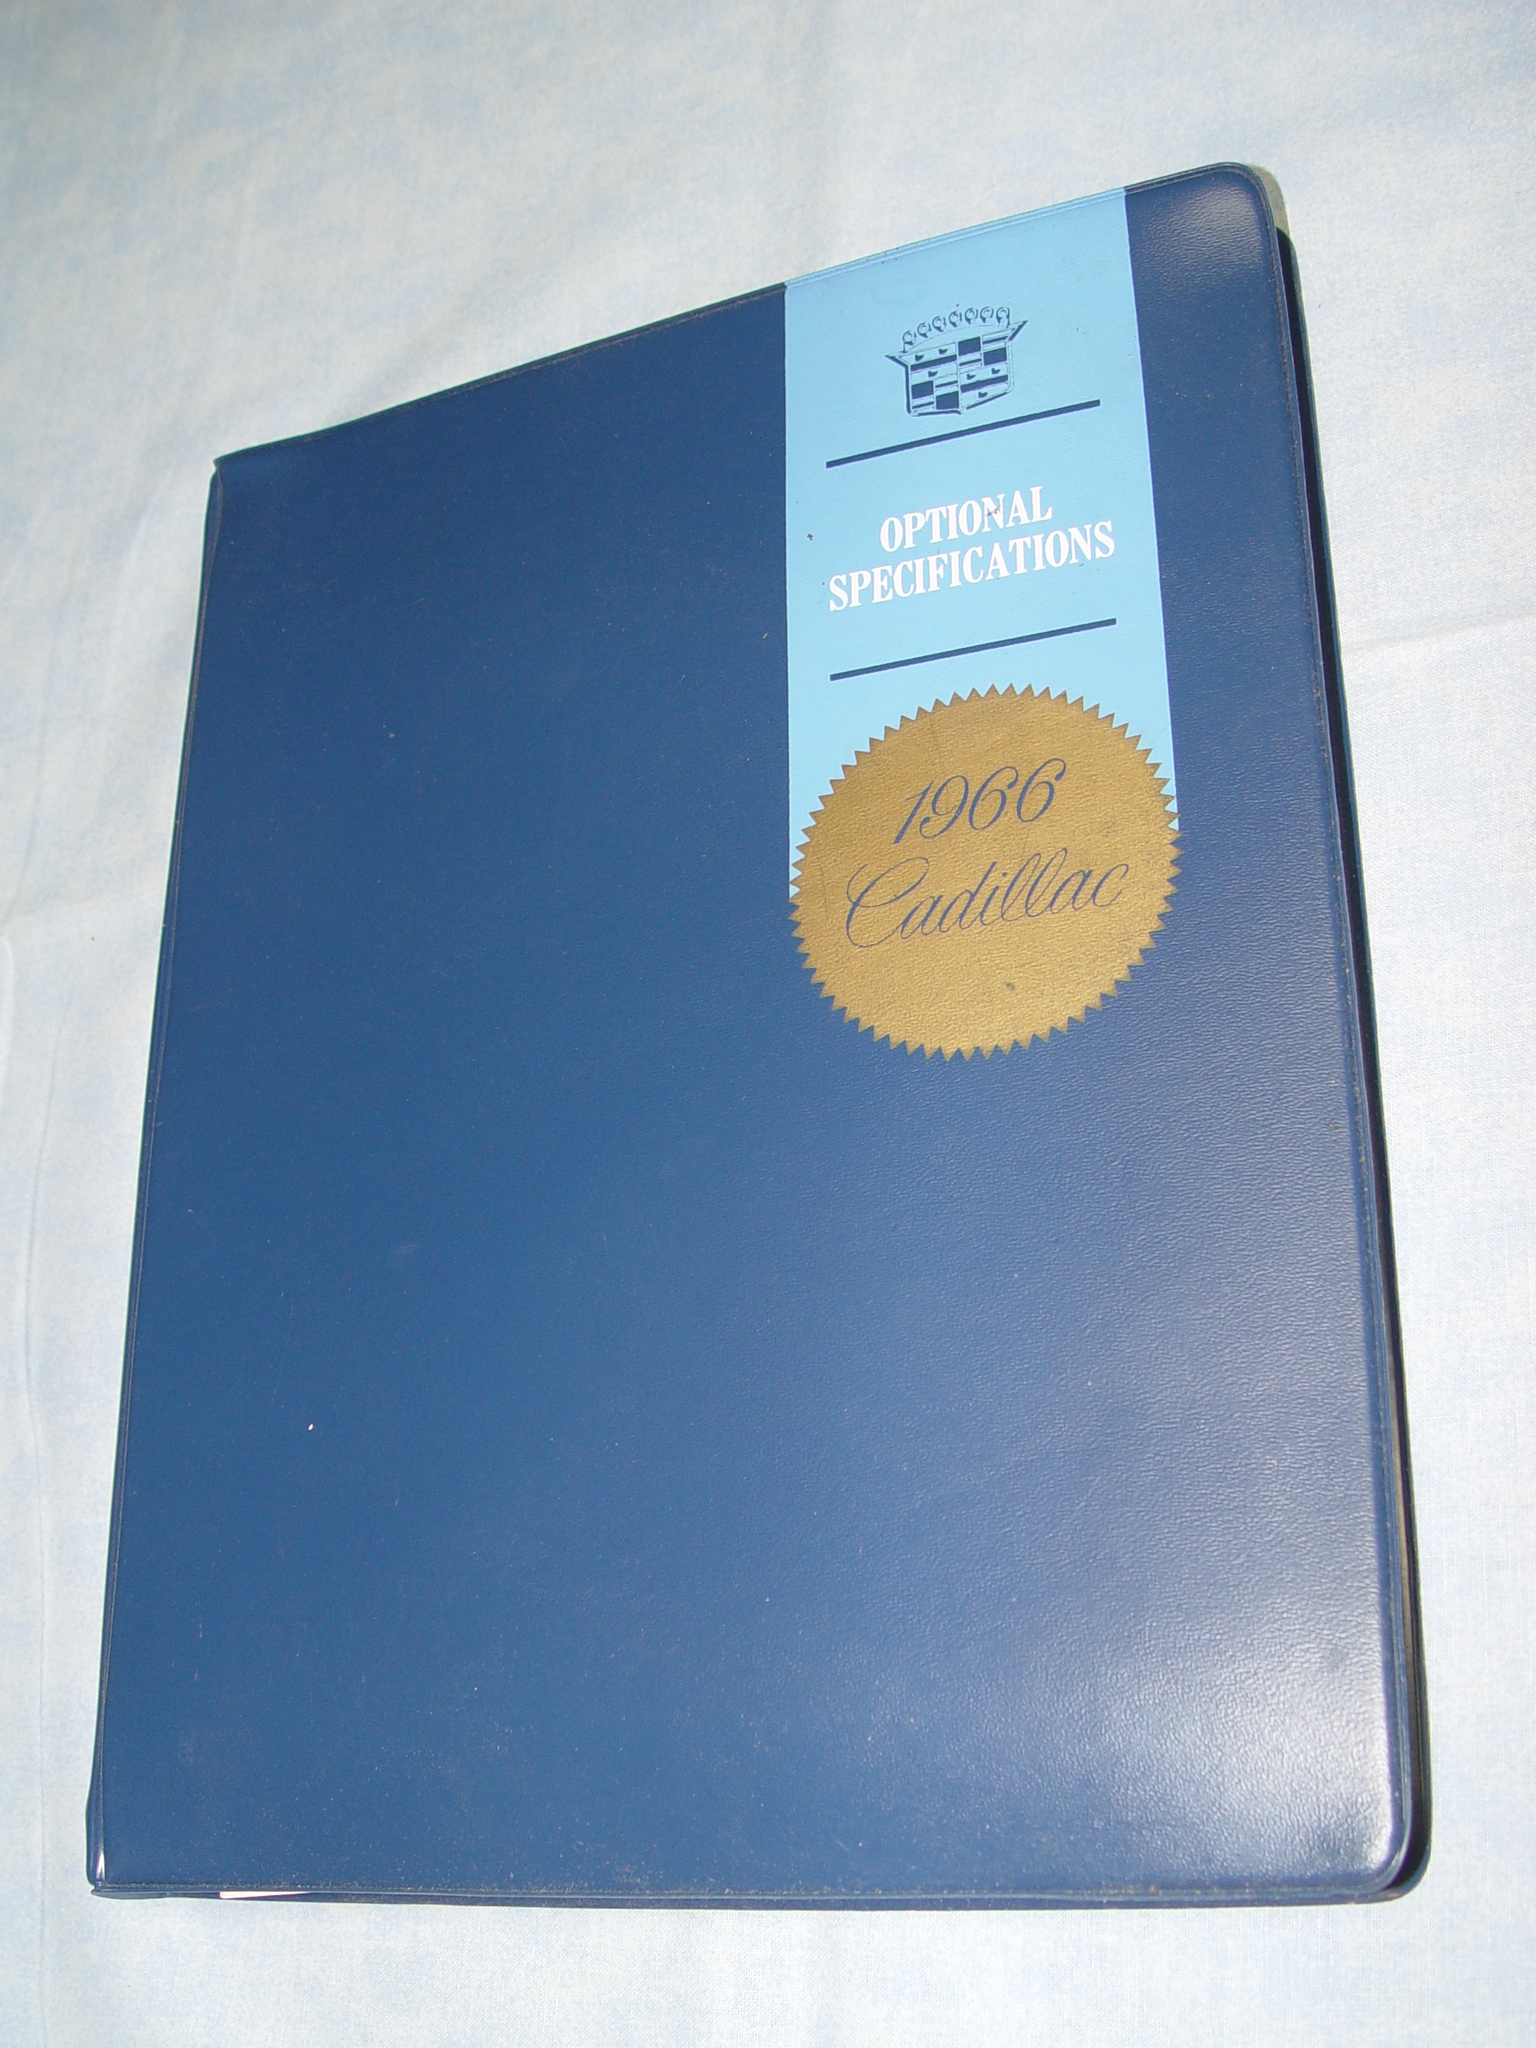 OPTIONAL
SPECIFICATIONS
1966
Cadillac